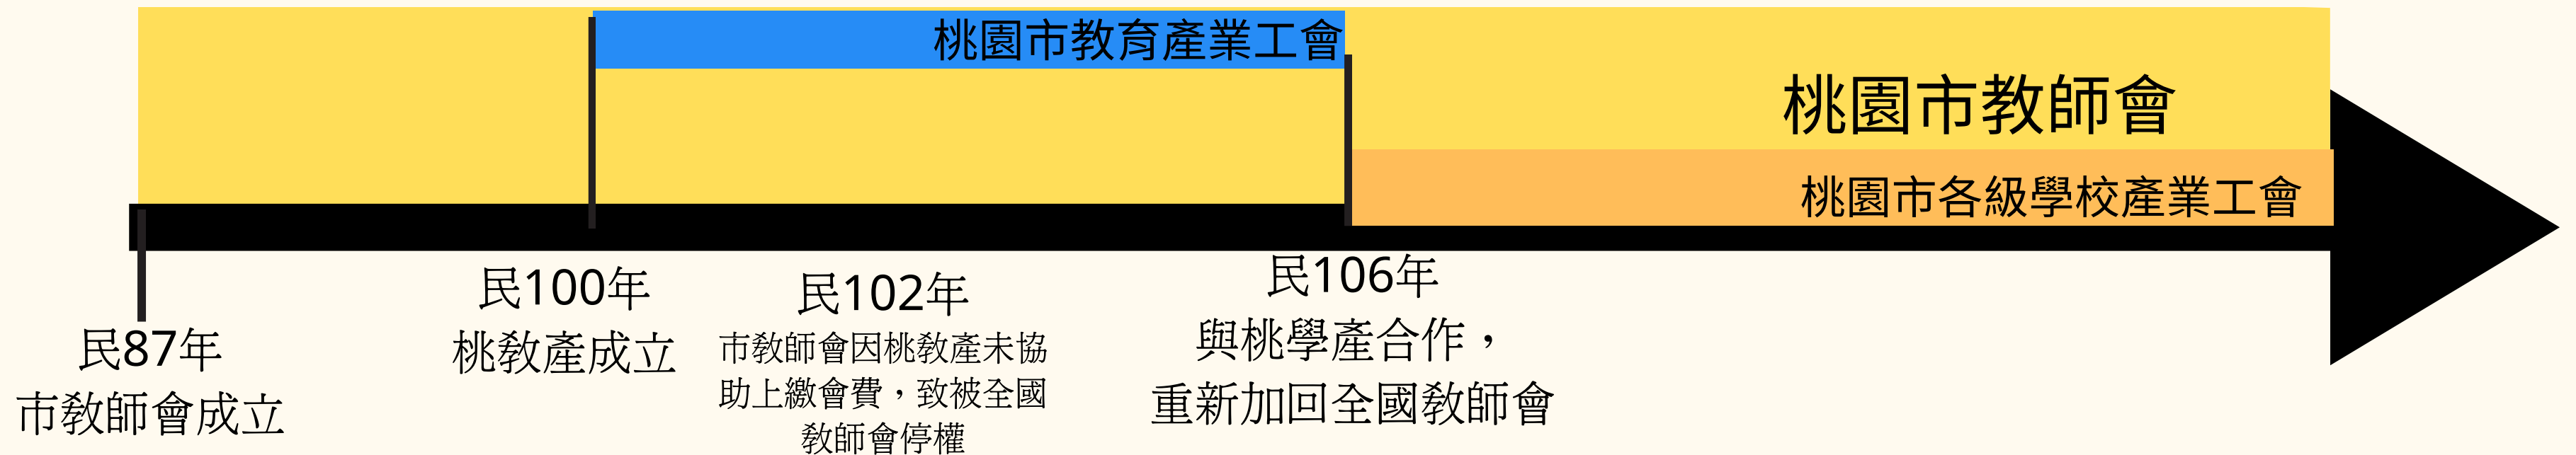 桃園市教育產業工會
桃園市教師會
桃園市各級學校產業工會
民87年
市教師會成立
民100年
桃教產成立
民102年
市教師會因桃教產未協
助上繳會費，致被全國
教師會停權
民106年
與桃學產合作，
重新加回全國教師會